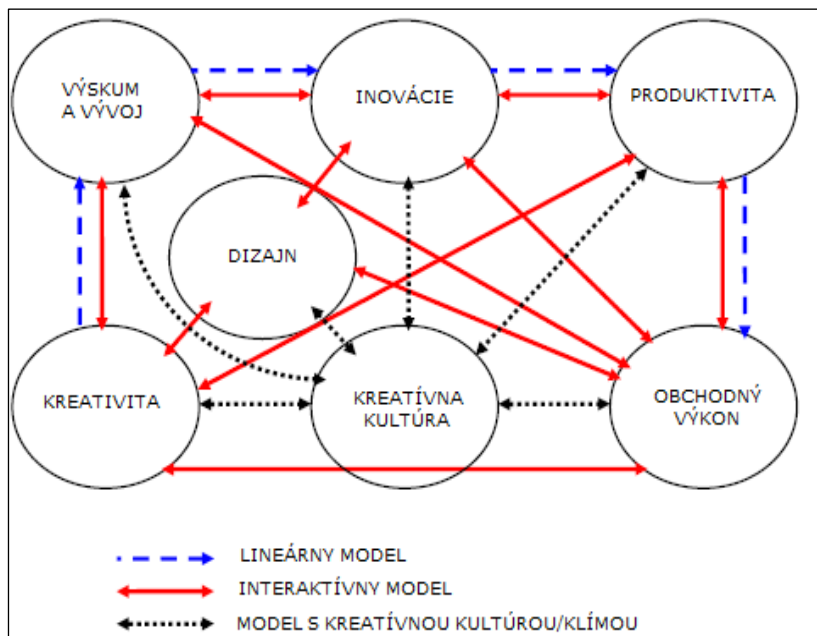 VÝSKUM
A VÝVOJ
INOVÁCIE
PRODUKTIVITA
DIZAJN
KREATIVITA
KREATÍVNA
KULTÚRA
OBCHODNÝ
VÝKON
LINEÁRNY MODEL
INTERAKTÍVNY MODEL
MODEL S KREATÍVNOU KULTÚROU/KLÍMOU